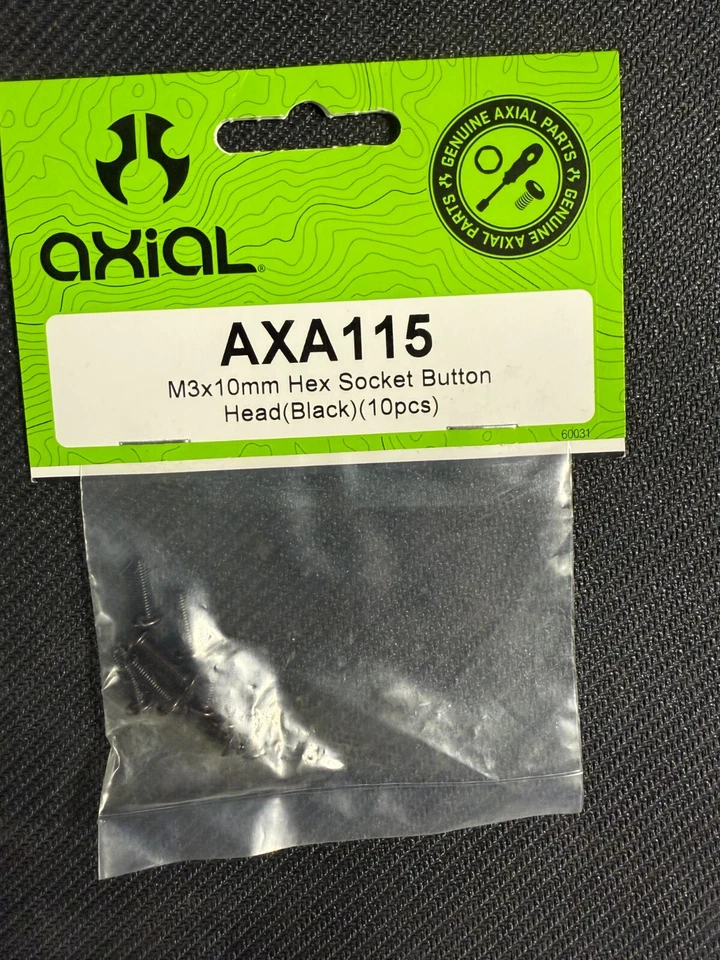 GENUINE AXIAL PARTS
GENUINE AXIAL PARTS
axial®
AXA115
M3x10mm Hex Socket Button
Head(Black)(10pcs)
60031